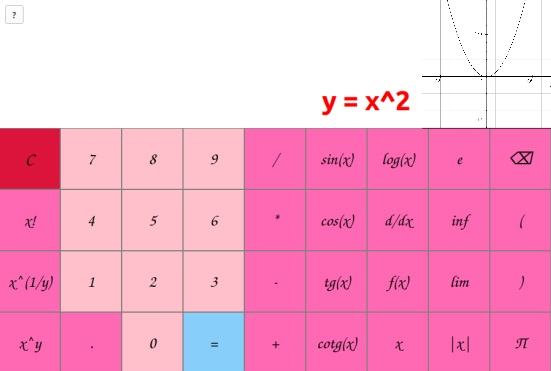 ?
y = x^2
C 7 8 9 / sin(x) log(x) e ⌫
x! 4 5 6 * cos(x) d/dx inf (
x^(1/y) 1 2 3 - tg(x) f(x) lim )
x^y . 0 = + cotg(x) x |x| π